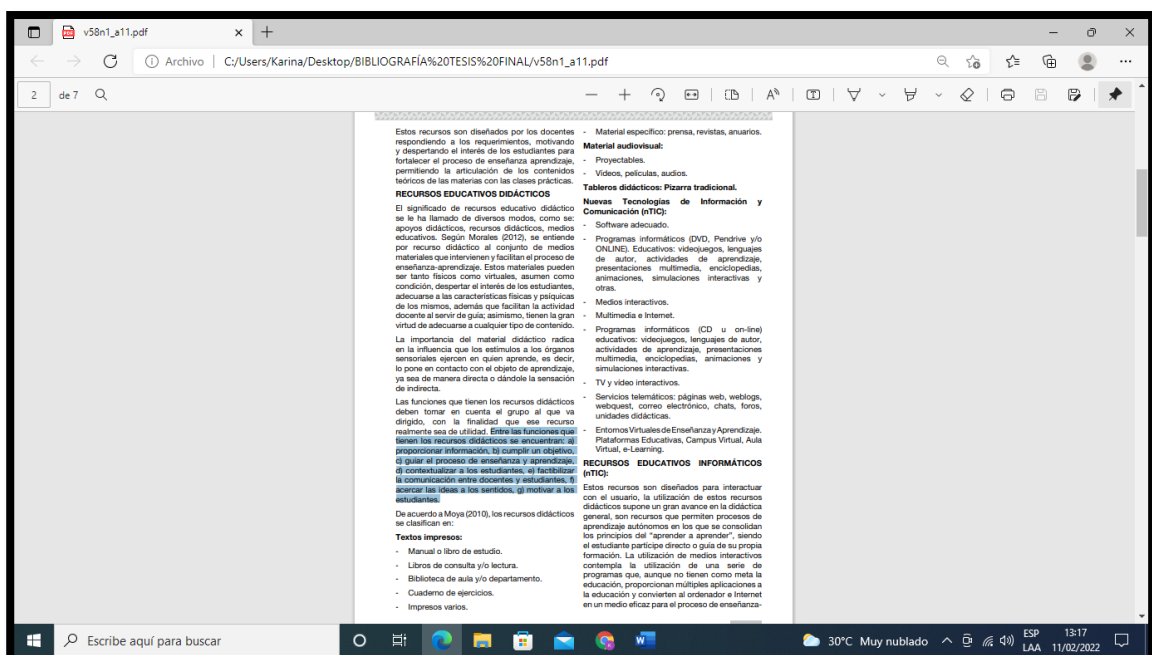 v58n1_a11.pdf
Archivo | C:/Users/Karina/Desktop/BIBLIOGRAFÍA%20TESIS%20FINAL/v58n1_a11.pdf
2 de 7
Estos recursos son diseñados por los docentes
respondiendo a los requerimientos, motivando
y despertando el interés de los estudiantes para
fortalecer el proceso de enseñanza aprendizaje,
permitiendo la articulación de los contenidos
teóricos de las materias con las clases prácticas.
RECURSOS EDUCATIVOS DIDÁCTICOS
El significado de recursos educativo didáctico
se le ha llamado de diversos modos, como se:
apoyos didácticos, recursos didácticos, medios
educativos. Según Morales (2012), se entiende
por recurso didáctico al conjunto de medios
materiales que intervienen y facilitan el proceso de
enseñanza-aprendizaje. Estos materiales pueden
ser tanto físicos como virtuales, asumen como
condición, despertar el interés de los estudiantes,
adecuarse a las características físicas y psíquicas
de los mismos, además que facilitan la actividad
docente al servir de guía; asimismo, tienen la gran
virtud de adecuarse a cualquier tipo de contenido.
La importancia del material didáctico radica
en la influencia que los estímulos a los órganos
sensoriales ejercen en quien aprende, es decir,
lo pone en contacto con el objeto de aprendizaje,
ya sea de manera directa o dándole la sensación
de indirecta.
Las funciones que tienen los recursos didácticos
deben tomar en cuenta el grupo al que va
dirigido, con la finalidad que ese recurso
realmente sea de utilidad. Entre las funciones que
tienen los recursos didácticos se encuentran: a)
proporcionar información, b) cumplir un objetivo,
c) guiar el proceso de enseñanza y aprendizaje,
d) contextualizar a los estudiantes, e) factibilizar
la comunicación entre docentes y estudiantes, f)
acercar las ideas a los sentidos, g) motivar a los
estudiantes.
De acuerdo a Moya (2010), los recursos didácticos
se clasifican en:
Textos impresos:
- Manual o libro de estudio.
- Libros de consulta y/o lectura.
- Biblioteca de aula y/o departamento.
- Cuaderno de ejercicios.
- Impresos varios.
- Material específico: prensa, revistas, anuarios.
Material audiovisual:
- Proyectables.
- Videos, películas, audios.
Tableros didácticos: Pizarra tradicional.
Nuevas Tecnologías de Información y
Comunicación (nTIC):
- Software adecuado.
- Programas informáticos (DVD, Pendrive y/o
ONLINE). Educativos: videojuegos, lenguajes
de autor, actividades de aprendizaje,
presentaciones multimedia, enciclopedias,
animaciones, simulaciones interactivas y
otras.
- Medios interactivos.
- Multimedia e Internet.
- Programas informáticos (CD u on-line)
educativos: videojuegos, lenguajes de autor,
actividades de aprendizaje, presentaciones
multimedia, enciclopedias, animaciones y
simulaciones interactivas.
- TV y video interactivos.
- Servicios telemáticos: páginas web, weblogs,
webquest, correo electrónico, chats, foros,
unidades didácticas.
- Entornos Virtuales de Enseñanza y Aprendizaje.
Plataformas Educativas, Campus Virtual, Aula
Virtual, e-Learning.
RECURSOS EDUCATIVOS INFORMÁTICOS
(nTIC):
Estos recursos son diseñados para interactuar
con el usuario, la utilización de estos recursos
didácticos supone un gran avance en la didáctica
general, son recursos que permiten procesos de
aprendizaje autónomos en los que se consolidan
los principios del “aprender a aprender”, siendo
el estudiante partícipe directo o guía de su propia
formación. La utilización de medios interactivos
contempla la utilización de una serie de
programas que, aunque no tienen como meta la
educación, proporcionan múltiples aplicaciones a
la educación y convierten al ordenador e Internet
en un medio eficaz para el proceso de enseñanza-
Escribe aquí para buscar
30°C Muy nublado
ESP
LAA
13:17
11/02/2022